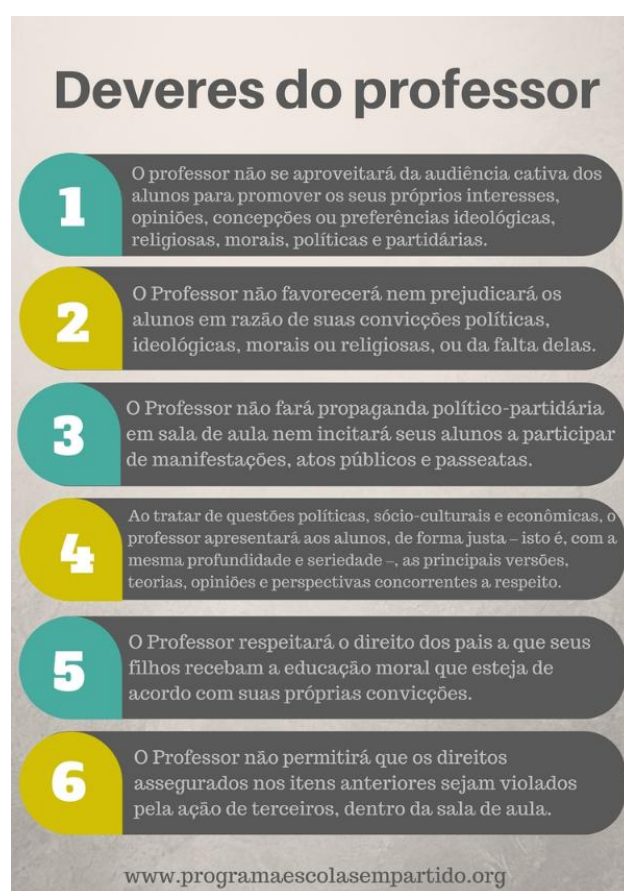 Deveres do professor
1
O professor não se aproveitará da audiência cativa dos
alunos para promover os seus próprios interesses,
opiniões, concepções ou preferências ideológicas,
religiosas, morais, políticas e partidárias.
2
O Professor não favorecerá nem prejudicará os
alunos em razão de suas convicções políticas,
ideológicas, morais ou religiosas, ou da falta delas.
3
O Professor não fará propaganda político-partidária
em sala de aula nem incitará seus alunos a participar
de manifestações, atos públicos e passeatas.
4
Ao tratar de questões políticas, sócio-culturais e econômicas, o
professor apresentará aos alunos, de forma justa – isto é, com a
mesma profundidade e seriedade –, as principais versões,
teorias, opiniões e perspectivas concorrentes a respeito.
5
O Professor respeitará o direito dos pais a que seus
filhos recebam a educação moral que esteja de
acordo com suas próprias convicções.
6
O Professor não permitirá que os direitos
assegurados nos itens anteriores sejam violados
pela ação de terceiros, dentro da sala de aula.
www.programaescolasempartido.org